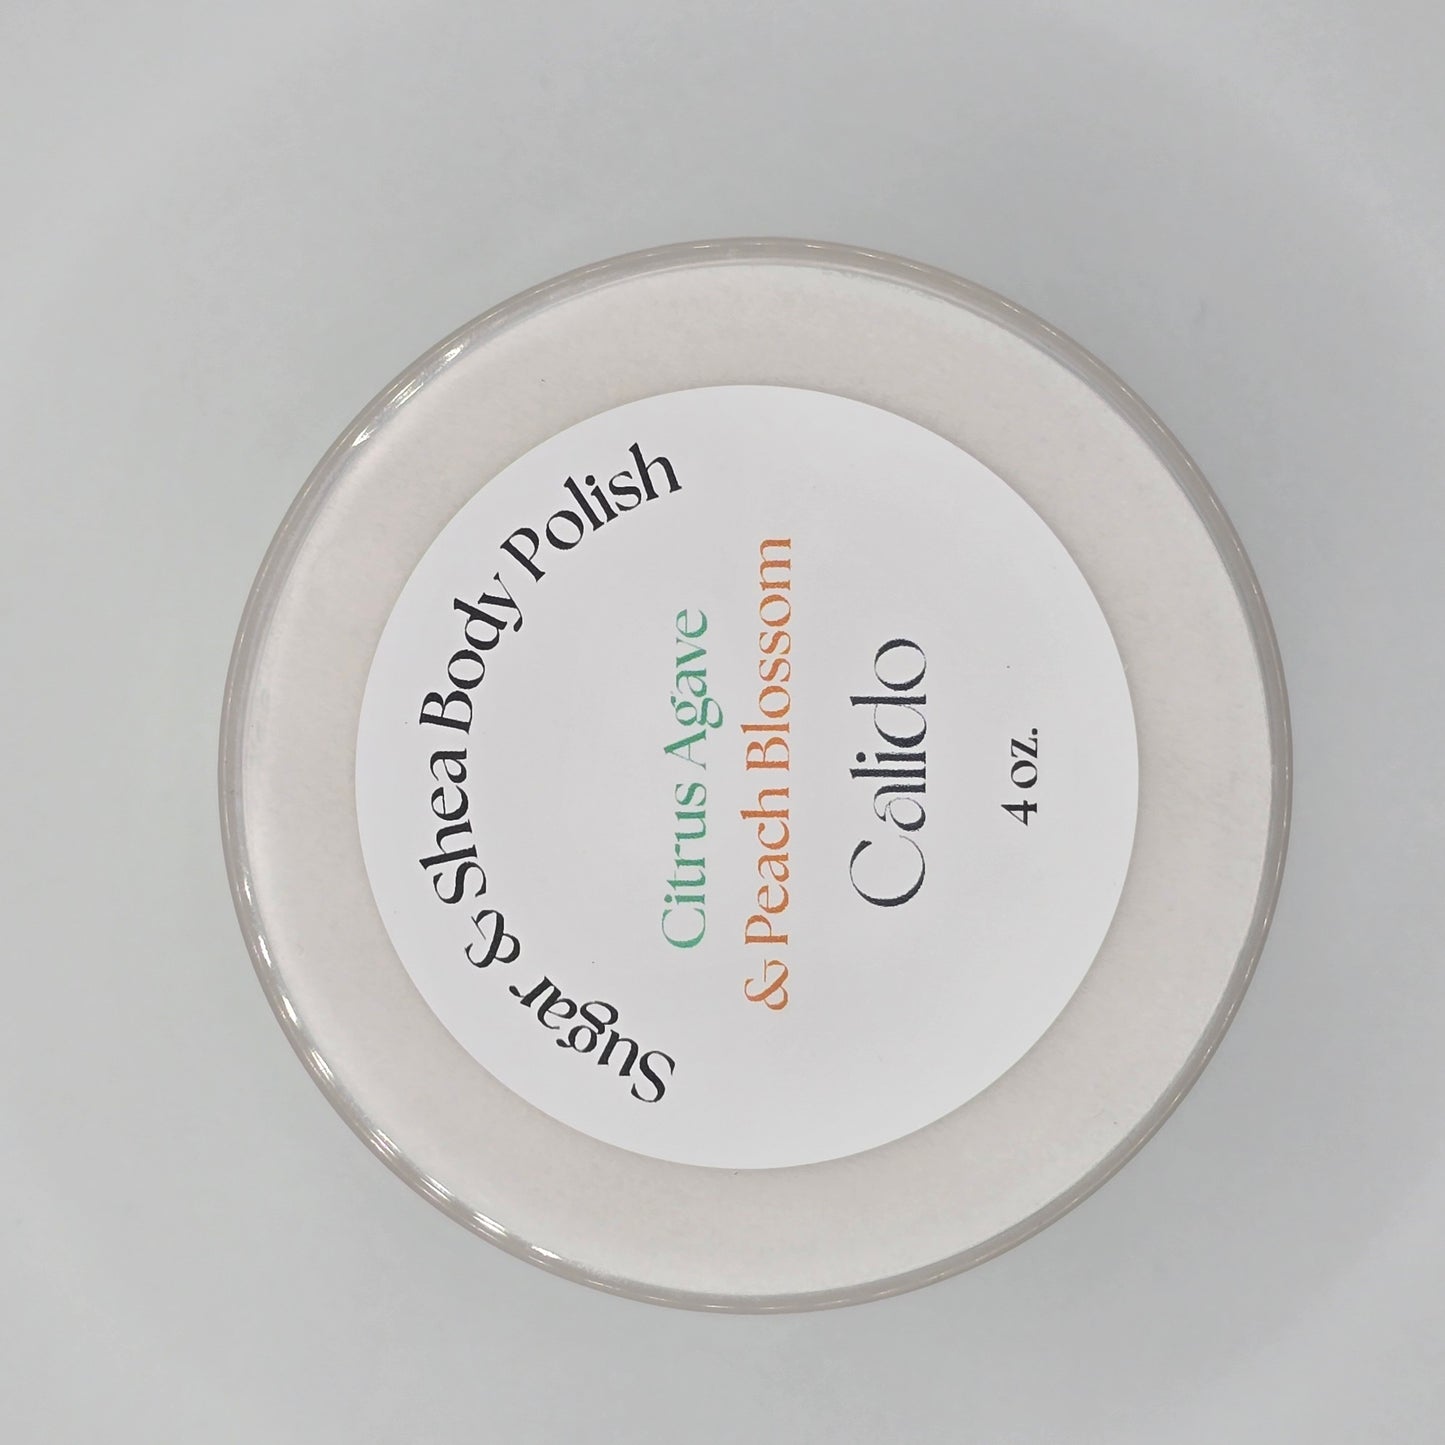 Sugar & Shea Body Polish
Citrus Agave
& Peach Blossom
Calido
4 oz.